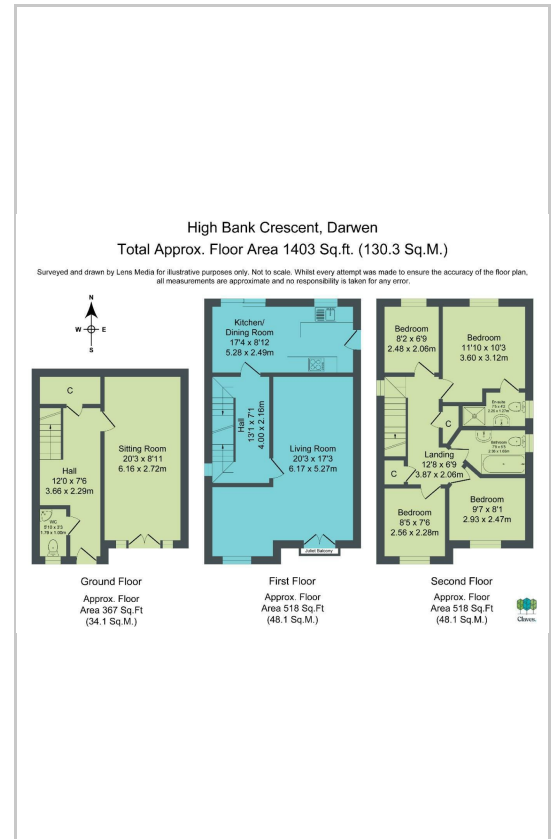 High Bank Crescent, Darwen
Total Approx. Floor Area 1403 Sq.ft. (130.3 Sq.M.)
Surveyed and drawn by Lens Media for illustrative purposes only. Not to scale. Whilst every attempt was made to ensure the accuracy of the floor plan,
all measurements are approximate and no responsibility is taken for any error.
N
W E
S
C
Sitting Room
20'3 x 8'11
6.16 x 2.72m
Hall
12'0 x 7'6
3.66 x 2.29m
WC
5'10 x 3'3
1.79 x 1.00m
Ground Floor
Approx. Floor
Area 367 Sq.Ft
(34.1 Sq.M.)
Kitchen/
Dining Room
17'4 x 8'12
5.28 x 2.49m
Hall
13'1 x 7'1
4.00 x 2.16m
Living Room
20'3 x 17'3
6.17 x 5.27m
Juliet Balcony
First Floor
Approx. Floor
Area 518 Sq.Ft
(48.1 Sq.M.)
Bedroom
8'2 x 6'9
2.48 x 2.06m
Bedroom
11'10 x 10'3
3.60 x 3.12m
En-suite
C
Bathroom
Landing
12'8 x 6'9
3.87 x 2.06m
C
Bedroom
8'5 x 7'6
2.56 x 2.28m
Bedroom
9'7 x 8'1
2.93 x 2.47m
Second Floor
Approx. Floor
Area 518 Sq.Ft
(48.1 Sq.M.)
Claves.